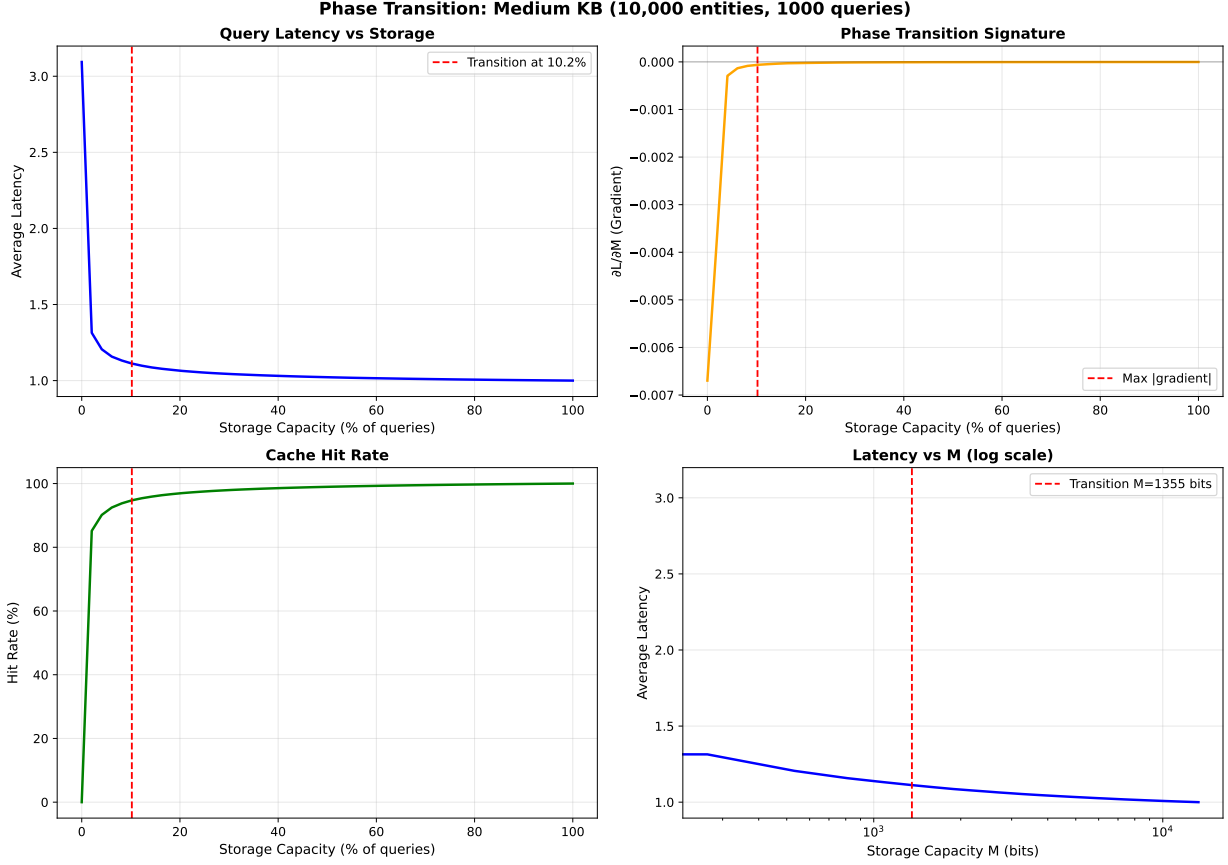 Phase Transition: Medium KB (10,000 entities, 1000 queries)
Query Latency vs Storage
Average Latency
3.0
2.5
2.0
1.5
1.0
Transition at 10.2%
0 20 40 60 80 100
Storage Capacity (% of queries)
Phase Transition Signature
∂L/∂M (Gradient)
0.000
−0.001
−0.002
−0.003
−0.004
−0.005
−0.006
−0.007
Max |gradient|
0 20 40 60 80 100
Storage Capacity (% of queries)
Cache Hit Rate
Hit Rate (%)
100
80
60
40
20
0
0 20 40 60 80 100
Storage Capacity (% of queries)
Latency vs M (log scale)
Average Latency
3.0
2.5
2.0
1.5
1.0
Transition M=1355 bits
10³ 10⁴
Storage Capacity M (bits)